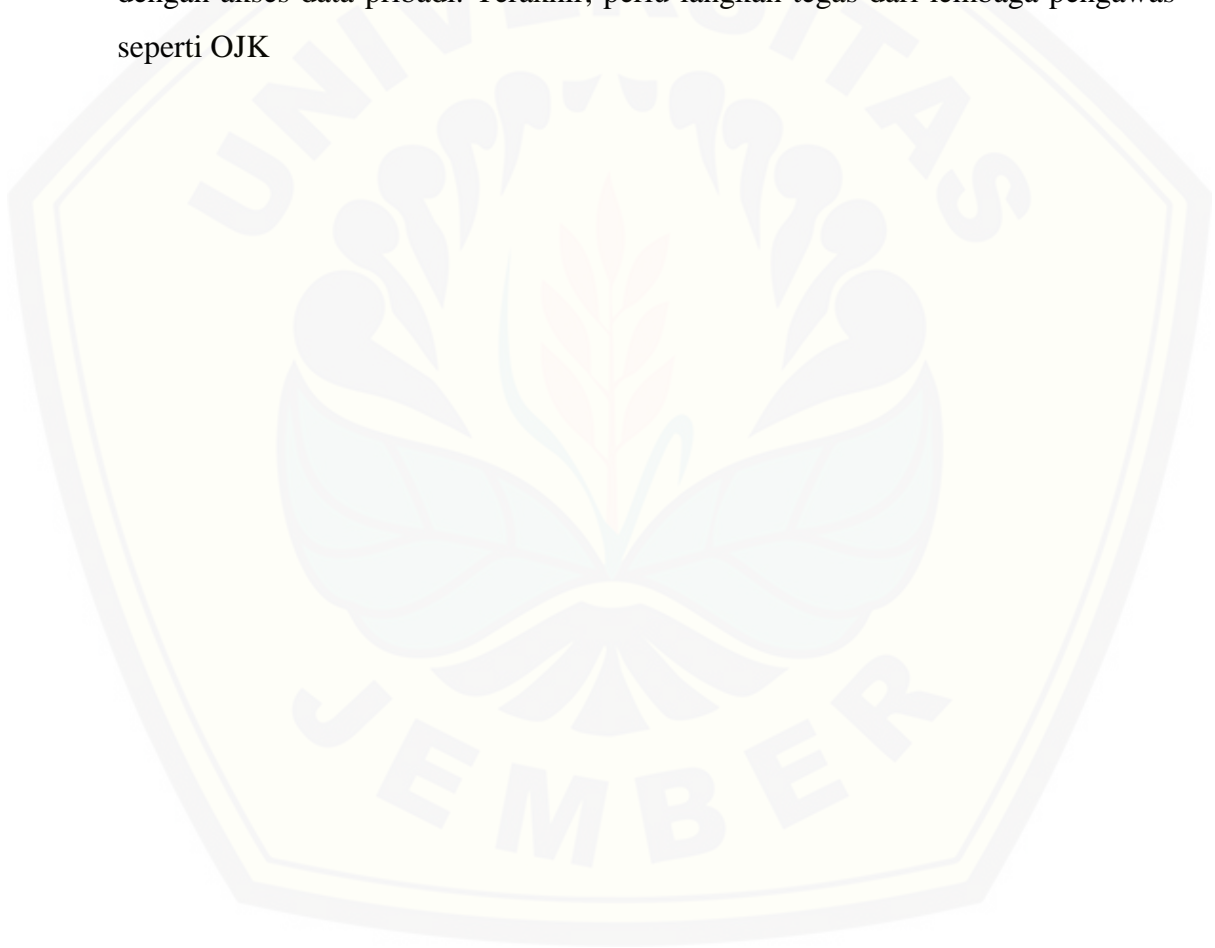 dengan akses data pribadi. Terakhir, perlu langkah tegas dari lembaga pengawas
seperti OJK
UNIVERSITAS
JEMBER